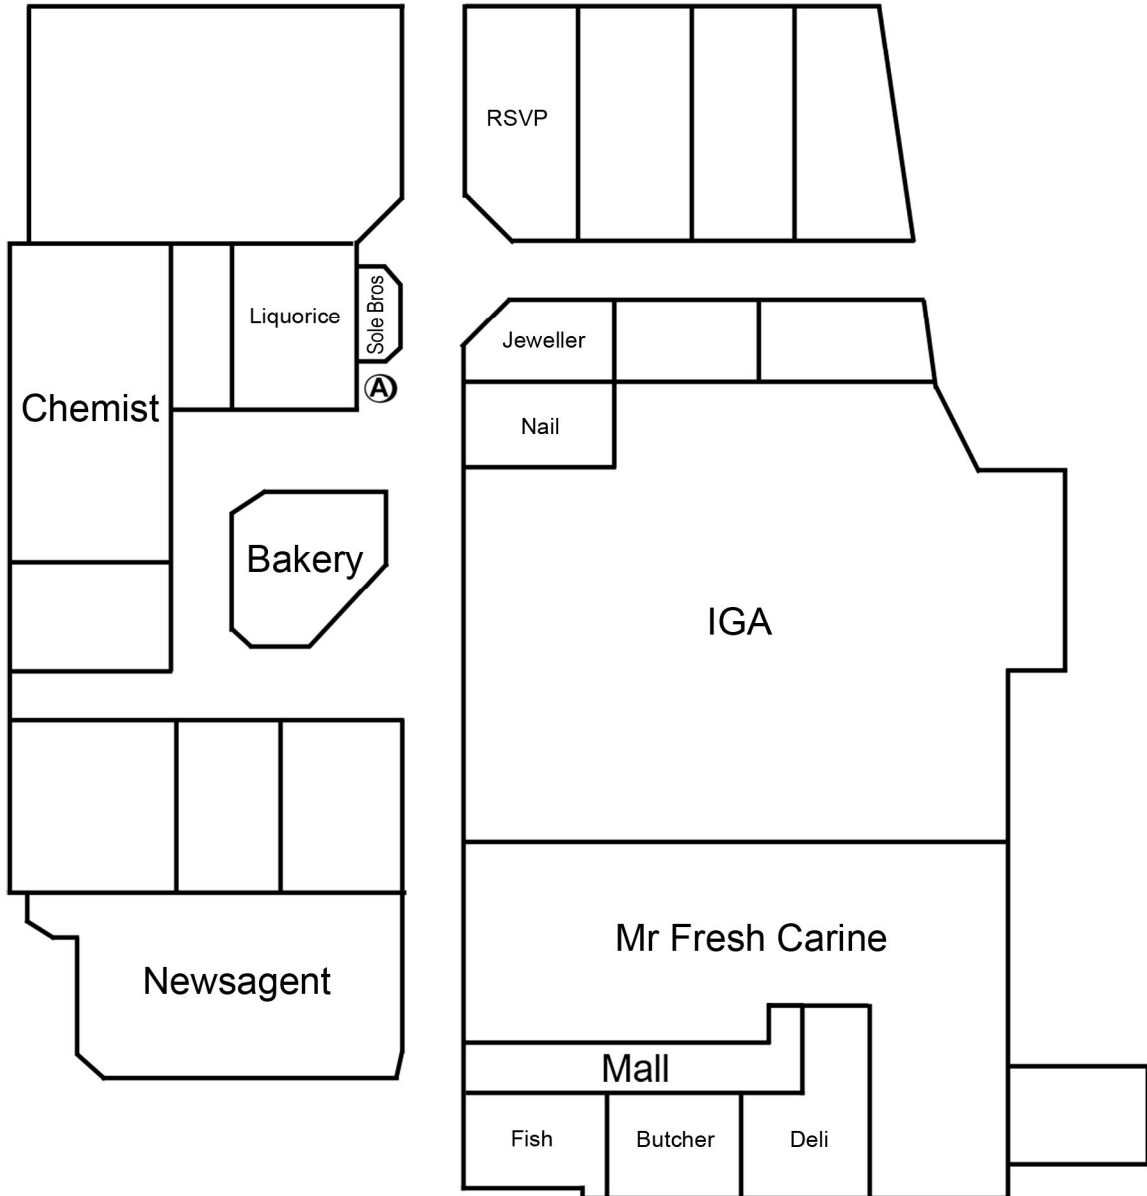 RSVP
Liquorice
Sole Bros
Jeweller
A
Chemist
Nail
Bakery
IGA
Mr Fresh Carine
Newsagent
Mall
Fish
Butcher
Deli